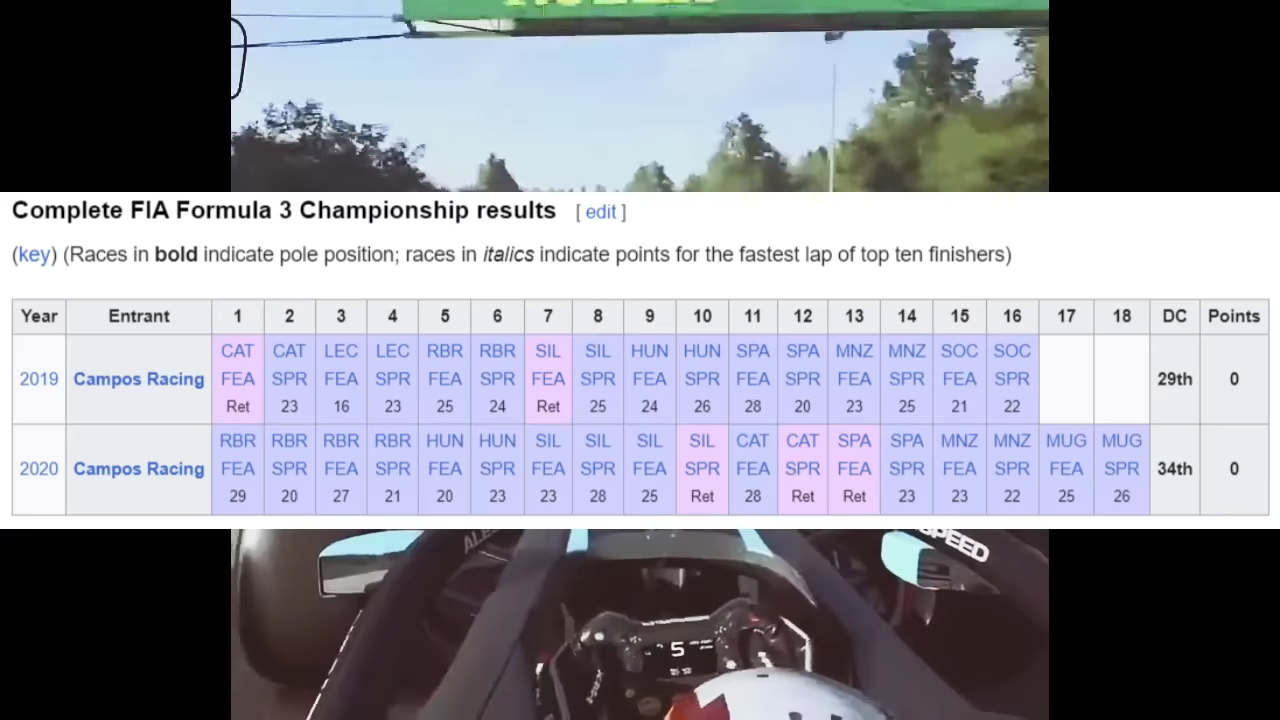 Complete FIA Formula 3 Championship results [ edit ]
(key) (Races in bold indicate pole position; races in italics indicate points for the fastest lap of top ten finishers)
Year Entrant 1 2 3 4 5 6 7 8 9 10 11 12 13 14 15 16 17 18 DC Points
CAT CAT LEC LEC RBR RBR SIL SIL HUN HUN SPA SPA MNZ MNZ SOC SOC
2019 Campos Racing FEA SPR FEA SPR FEA SPR FEA SPR FEA SPR FEA SPR FEA SPR FEA SPR 29th 0
Ret 23 16 23 25 24 Ret 25 24 26 28 20 23 25 21 22
RBR RBR RBR RBR HUN HUN SIL SIL SIL SIL CAT CAT SPA SPA MNZ MNZ MUG MUG
2020 Campos Racing FEA SPR FEA SPR FEA SPR FEA SPR FEA SPR FEA SPR FEA SPR FEA SPR FEA SPR 34th 0
29 20 27 21 20 23 23 28 25 Ret 28 Ret Ret 23 23 22 25 26
SPEED
5